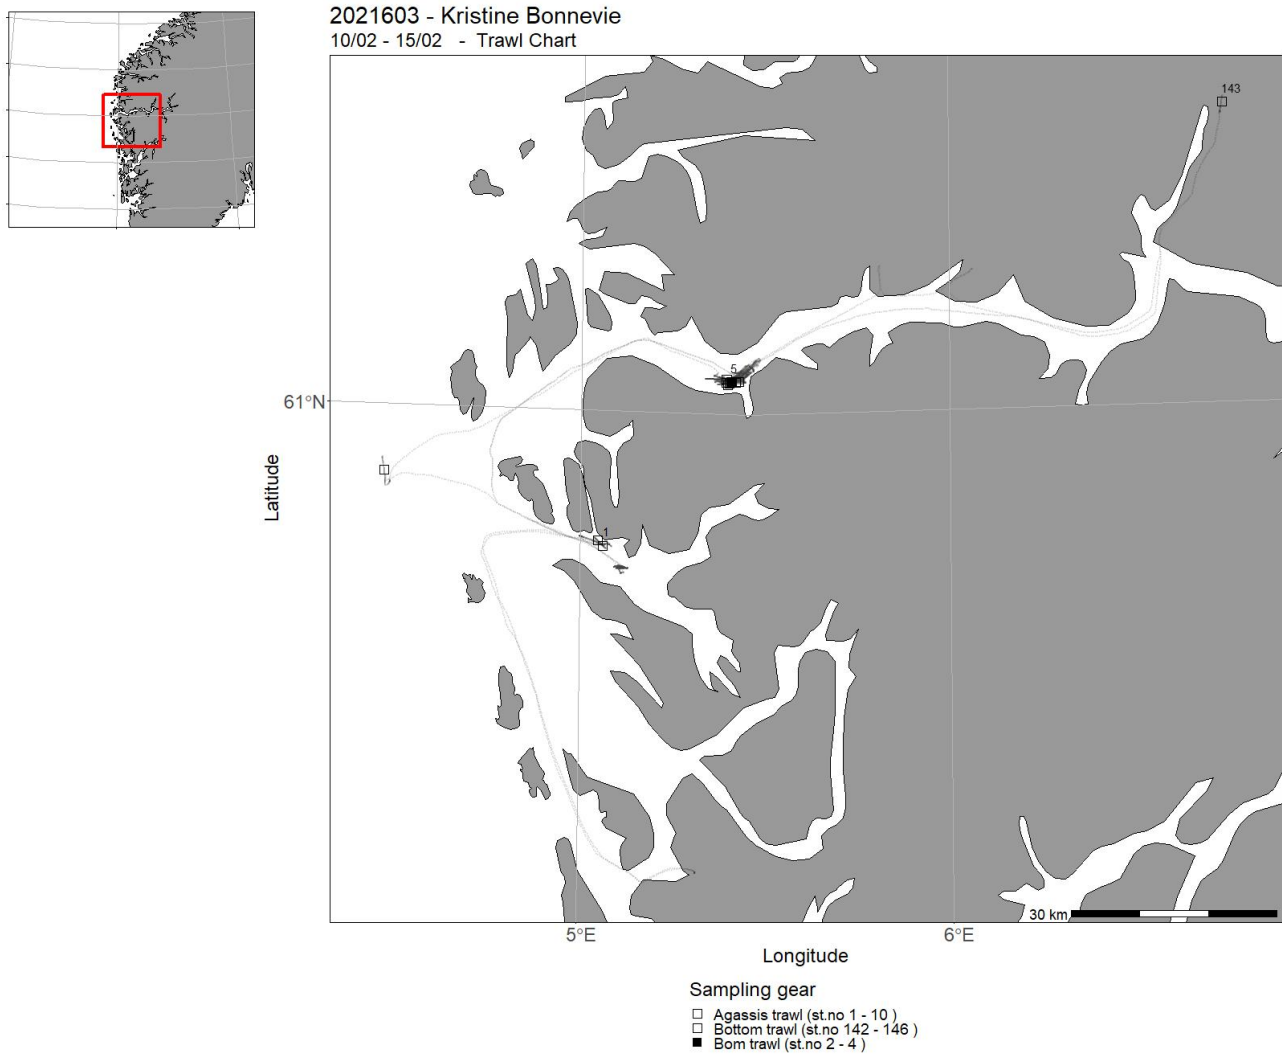 2021603 - Kristine Bonnevie
10/02 - 15/02 - Trawl Chart
143
5
61°N
1
Latitude
30 km
5°E
6°E
Longitude
Sampling gear
Agassis trawl (st.no 1 - 10 )
Bottom trawl (st.no 142 - 146 )
Bom trawl (st.no 2 - 4 )